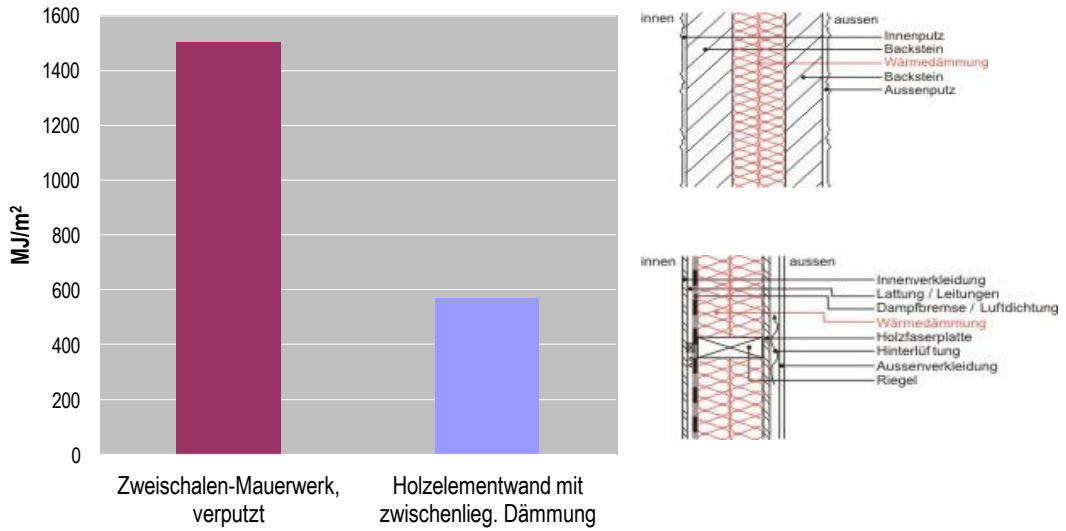 1600
1400
1200
1000
800
600
400
200
0
MJ/m²
Zweischalen-Mauerwerk,
verputzt
Holzelementwand mit
zwischenlieg. Dämmung
innen
aussen
Innenputz
Backstein
Wärmedämmung
Backstein
Aussenputz
innen
aussen
Innenverkleidung
Lattung / Leitungen
Dampfbremse / Luftdichtung
Wärmedämmung
Holzfaserplatte
Hinterlüftung
Aussenverkleidung
Riegel